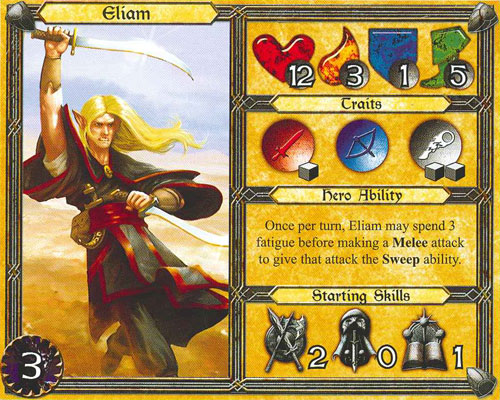 Eliam
12 3 1 5
Traits
Hero Ability
Once per turn, Eliam may spend 3
fatigue before making a Melee attack
to give that attack the Sweep ability.
Starting Skills
2 0 1
3